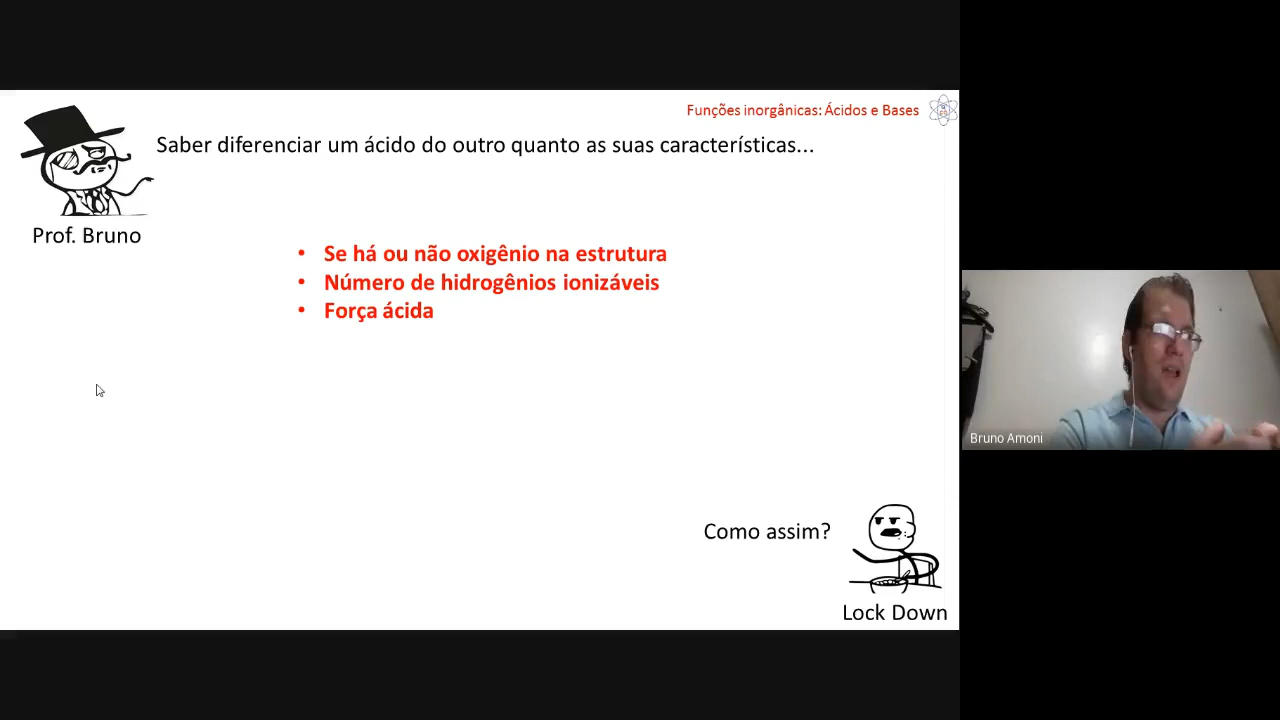 Funções inorgânicas: Ácidos e Bases
Saber diferenciar um ácido do outro quanto as suas características...
Prof. Bruno
• Se há ou não oxigênio na estrutura
• Número de hidrogênios ionizáveis
• Força ácida
Bruno Amoni
Como assim?
Lock Down